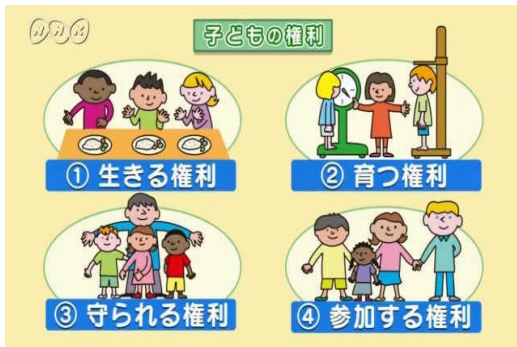 NHK
子どもの権利
① 生きる権利
② 育つ権利
③ 守られる権利
④ 参加する権利